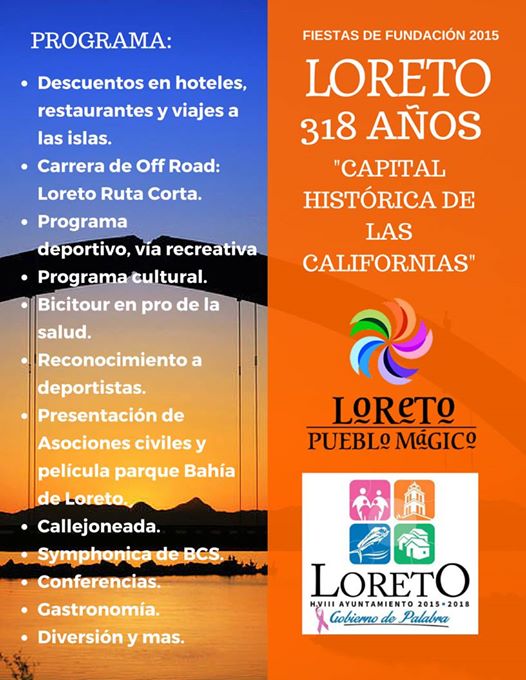 PROGRAMA:
• Descuentos en hoteles,
restaurantes y viajes a
las islas.
• Carrera de Off Road:
Loreto Ruta Corta.
• Programa
deportivo, vía recreativa
• Programa cultural.
• Bicitour en pro de la
salud.
• Reconocimiento a
deportistas.
• Presentación de
Asociones civiles y
película parque Bahía
de Loreto.
• Callejoneada.
• Symphonica de BCS.
• Conferencias.
• Gastronomía.
• Diversión y mas.
FIESTAS DE FUNDACIÓN 2015
LORETO
318 AÑOS
"CAPITAL
HISTÓRICA DE
LAS
CALIFORNIAS"
LORETO
PUEBLO MáGICO
LORETO
H.VIII AYUNTAMIENTO 2015 - 2018
Gobierno de Palabra